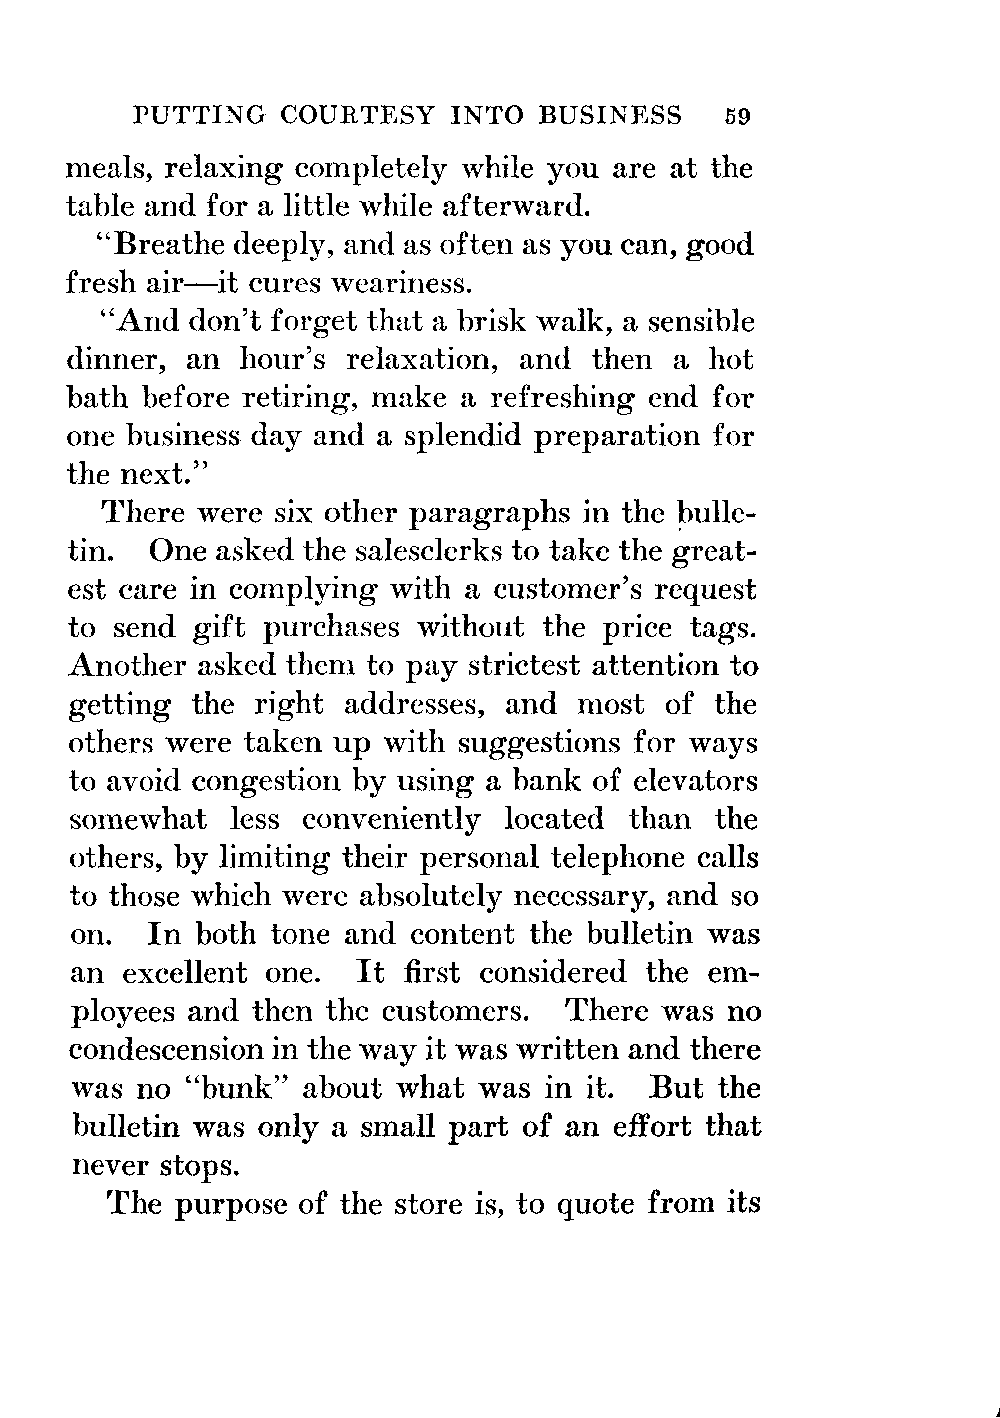 PUTTING COURTESY INTO BUSINESS 59
meals, relaxing completely while you are at the
table and for a little while afterward.
“Breathe deeply, and as often as you can, good
fresh air—it cures weariness.
“And don’t forget that a brisk walk, a sensible
dinner, an hour’s relaxation, and then a hot
bath before retiring, make a refreshing end for
one business day and a splendid preparation for
the next.”
There were six other paragraphs in the bulle-
tin. One asked the salesclerks to take the great-
est care in complying with a customer’s request
to send gift purchases without the price tags.
Another asked them to pay strictest attention to
getting the right addresses, and most of the
others were taken up with suggestions for ways
to avoid congestion by using a bank of elevators
somewhat less conveniently located than the
others, by limiting their personal telephone calls
to those which were absolutely necessary, and so
on. In both tone and content the bulletin was
an excellent one. It first considered the em-
ployees and then the customers. There was no
condescension in the way it was written and there
was no “bunk” about what was in it. But the
bulletin was only a small part of an effort that
never stops.
The purpose of the store is, to quote from its